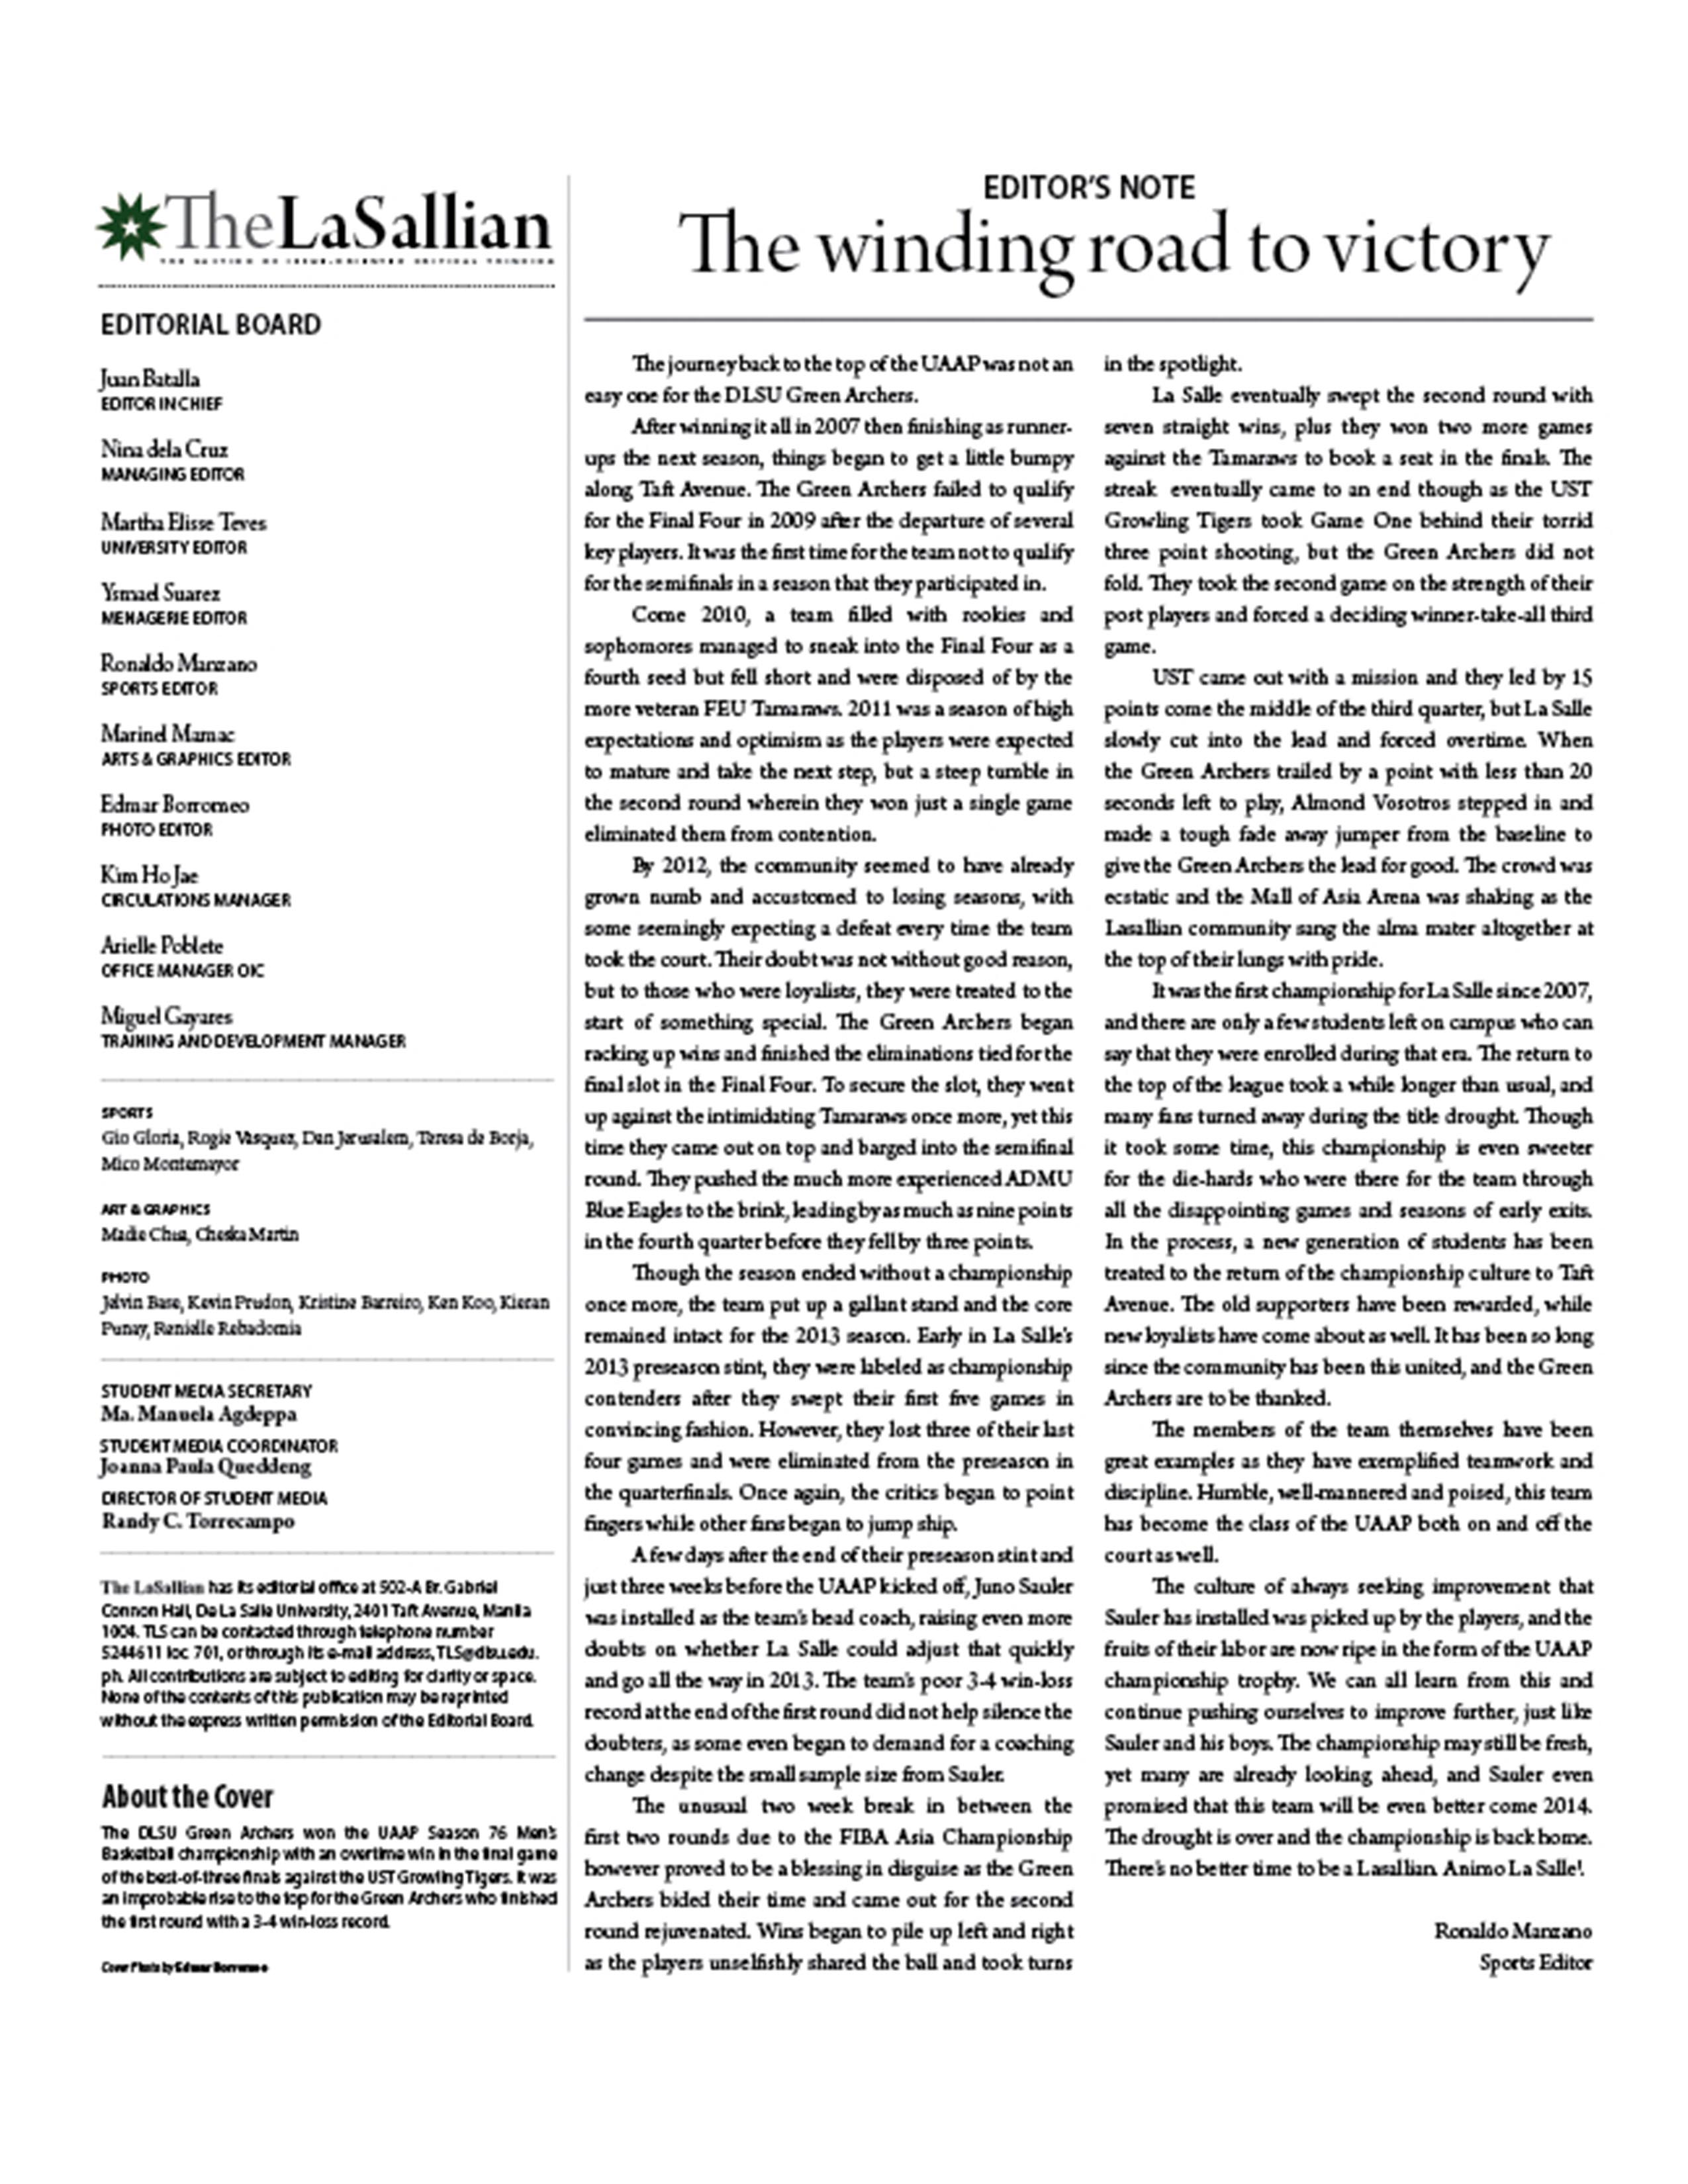 TheLaSallian
EDITORIAL BOARD
Juan Batalla
EDITOR IN CHIEF
Nina dela Cruz
MANAGING EDITOR
Martha Elisse Teves
UNIVERSITY EDITOR
Ysmael Suarez
MENAGERIE EDITOR
Ronaldo Manzano
SPORTS EDITOR
Marinel Mamac
ARTS & GRAPHICS EDITOR
Edmar Borromeo
PHOTO EDITOR
Kim Ho Jae
CIRCULATIONS MANAGER
Arielle Poblete
OFFICE MANAGER OIC
Miguel Gayares
TRAINING AND DEVELOPMENT MANAGER
SPORTS
Gio Gloria, Rogie Vasquez, Dan Jerusalem, Teresa de Borja,
Mico Montemayor
ART & GRAPHICS
Madie Chua, Cheska Martin
PHOTO
Jelvin Base, Kevin Prudon, Kristine Barreiro, Ken Koo, Kieran
Punay, Renielle Rebadomia
STUDENT MEDIA SECRETARY
Ma. Manuela Agdeppa
STUDENT MEDIA COORDINATOR
Joanna Paula Queddeng
DIRECTOR OF STUDENT MEDIA
Randy C. Torrecampo
The LaSallian has its editorial office at 502-A Br. Gabriel
Connon Hall, De La Salle University, 2401 Taft Avenue, Manila
1004. TLS can be contacted through telephone number
5244611 loc. 701, or through its e-mail address, TLS@dlsu.edu.
ph. All contributions are subject to editing for clarity or space.
None of the contents of this publication may be reprinted
without the express written permission of the Editorial Board.
About the Cover
The DLSU Green Archers won the UAAP Season 76 Men's
Basketball championship with an overtime win in the final game
of the best-of-three finals against the UST Growling Tigers. It was
an improbable rise to the top for the Green Archers who finished
the first round with a 3-4 win-loss record.
Cover Photo by Edmar Borromeo
EDITOR'S NOTE
The winding road to victory
The journey back to the top of the UAAP was not an
easy one for the DLSU Green Archers.
After winning it all in 2007 then finishing as runner-
ups the next season, things began to get a little bumpy
along Taft Avenue. The Green Archers failed to qualify
for the Final Four in 2009 after the departure of several
key players. It was the first time for the team not to qualify
for the semifinals in a season that they participated in.
Come 2010, a team filled with rookies and
sophomores managed to sneak into the Final Four as a
fourth seed but fell short and were disposed of by the
more veteran FEU Tamaraws. 2011 was a season of high
expectations and optimism as the players were expected
to mature and take the next step, but a steep tumble in
the second round wherein they won just a single game
eliminated them from contention.
By 2012, the community seemed to have already
grown numb and accustomed to losing seasons, with
some seemingly expecting a defeat every time the team
took the court. Their doubt was not without good reason,
but to those who were loyalists, they were treated to the
start of something special. The Green Archers began
racking up wins and finished the eliminations tied for the
final slot in the Final Four. To secure the slot, they went
up against the intimidating Tamaraws once more, yet this
time they came out on top and barged into the semifinal
round. They pushed the much more experienced ADMU
Blue Eagles to the brink, leading by as much as nine points
in the fourth quarter before they fell by three points.
Though the season ended without a championship
once more, the team put up a gallant stand and the core
remained intact for the 2013 season. Early in La Salle's
2013 preseason stint, they were labeled as championship
contenders after they swept their first five games in
convincing fashion. However, they lost three of their last
four games and were eliminated from the preseason in
the quarterfinals. Once again, the critics began to point
fingers while other fans began to jump ship.
A few days after the end of their preseason stint and
just three weeks before the UAAP kicked off, Juno Sauler
was installed as the team's head coach, raising even more
doubts on whether La Salle could adjust that quickly
and go all the way in 2013. The team's poor 3-4 win-loss
record at the end of the first round did not help silence the
doubters, as some even began to demand for a coaching
change despite the small sample size from Sauler.
The unusual two week break in between the
first two rounds due to the FIBA Asia Championship
however proved to be a blessing in disguise as the Green
Archers bided their time and came out for the second
round rejuvenated. Wins began to pile up left and right
as the players unselfishly shared the ball and took turns
in the spotlight.
La Salle eventually swept the second round with
seven straight wins, plus they won two more games
against the Tamaraws to book a seat in the finals. The
streak eventually came to an end though as the UST
Growling Tigers took Game One behind their torrid
three point shooting, but the Green Archers did not
fold. They took the second game on the strength of their
post players and forced a deciding winner-take-all third
game.
UST came out with a mission and they led by 15
points come the middle of the third quarter, but La Salle
slowly cut into the lead and forced overtime. When
the Green Archers trailed by a point with less than 20
seconds left to play, Almond Vosotros stepped in and
made a tough fade away jumper from the baseline to
give the Green Archers the lead for good. The crowd was
ecstatic and the Mall of Asia Arena was shaking as the
Lasallian community sang the alma mater altogether at
the top of their lungs with pride.
It was the first championship for La Salle since 2007,
and there are only a few students left on campus who can
say that they were enrolled during that era. The return to
the top of the league took a while longer than usual, and
many fans turned away during the title drought. Though
it took some time, this championship is even sweeter
for the die-hards who were there for the team through
all the disappointing games and seasons of early exits.
In the process, a new generation of students has been
treated to the return of the championship culture to Taft
Avenue. The old supporters have been rewarded, while
new loyalists have come about as well. It has been so long
since the community has been this united, and the Green
Archers are to be thanked.
The members of the team themselves have been
great examples as they have exemplified teamwork and
discipline. Humble, well-mannered and poised, this team
has become the class of the UAAP both on and off the
court as well.
The culture of always seeking improvement that
Sauler has installed was picked up by the players, and the
fruits of their labor are now ripe in the form of the UAAP
championship trophy. We can all learn from this and
continue pushing ourselves to improve further, just like
Sauler and his boys. The championship may still be fresh,
yet many are already looking ahead, and Sauler even
promised that this team will be even better come 2014.
The drought is over and the championship is back home.
There's no better time to be a Lasallian. Animo La Salle!
Ronaldo Manzano
Sports Editor